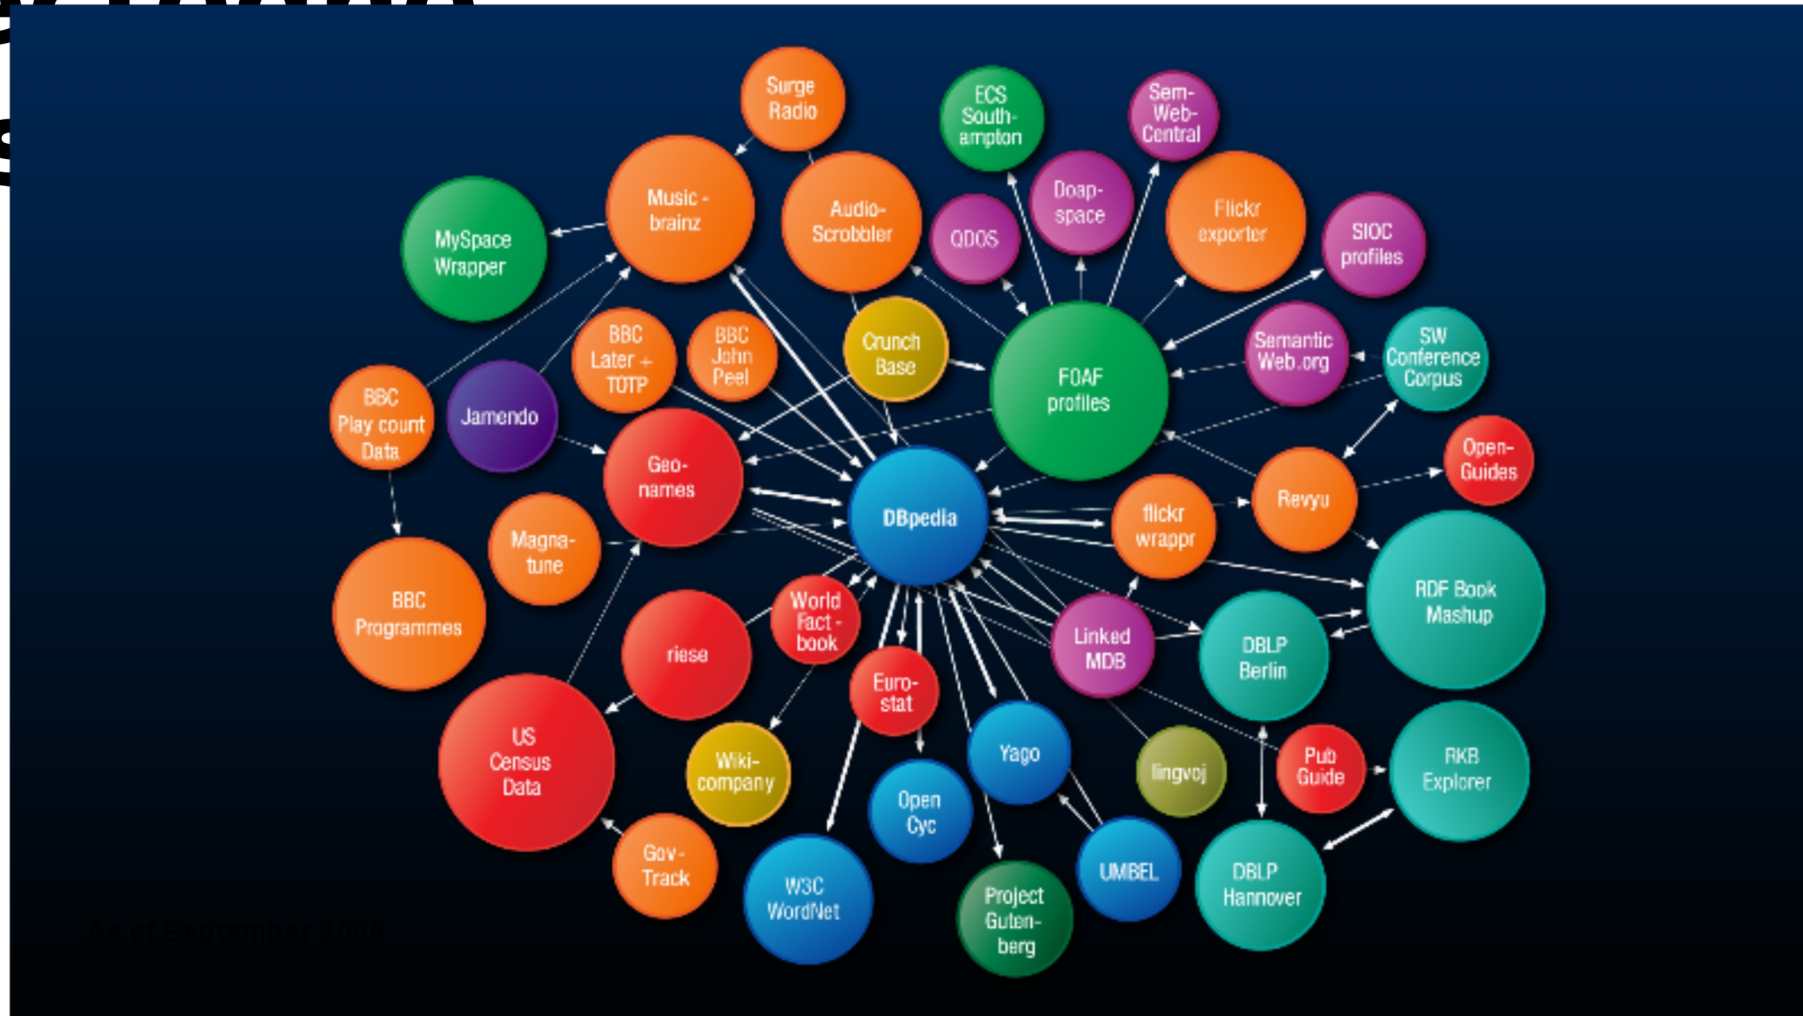 Surge
Radio
ECS
South-
ampton
Sem-
Web-
Central
Music -
brainz
Audio-
Scrobbler
QDOS
Doap-
space
Flickr
exporter
SIOC
profiles
MySpace
Wrapper
BBC
Later +
TOTP
BBC
John
Peel
Crunch
Base
FOAF
profiles
Semantic
Web.org
SW
Conference
Corpus
BBC
Play count
Data
Jamendo
Geo-
names
DBpedia
flickr
wrappr
Revyu
Open-
Guides
Magna-
tune
BBC
Programmes
riese
World
Fact -
book
Euro-
stat
Linked
MDB
DBLP
Berlin
RDF Book
Mashup
US
Census
Data
Wiki-
company
Open
Cyc
Yago
lingvoj
Pub
Guide
RKB
Explorer
Gov-
Track
W3C
WordNet
Project
Guten-
berg
UMBEL
DBLP
Hannover
As of September 2008